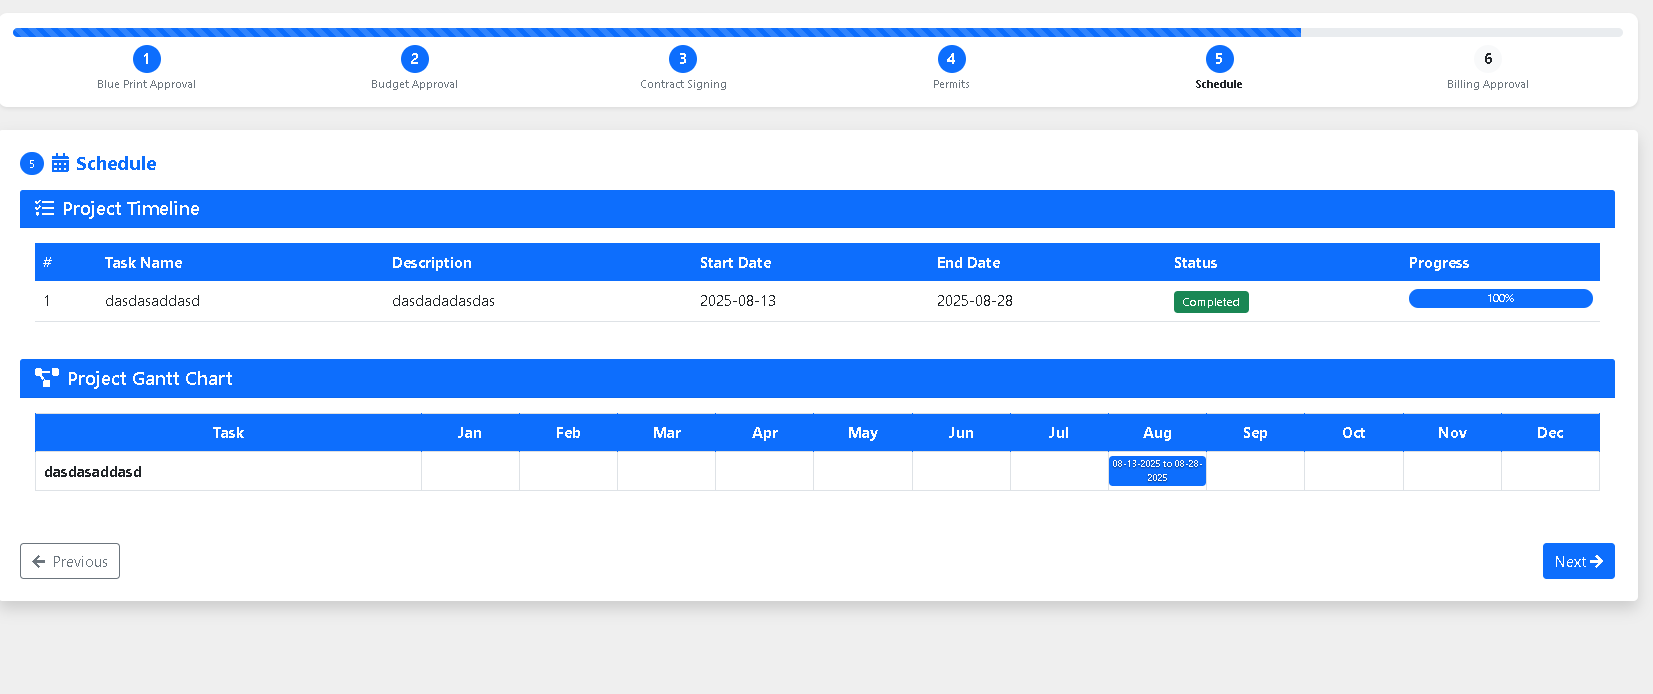 1 2 3 4 5 6
Blue Print Approval Budget Approval Contract Signing Permits Schedule Billing Approval
5 Schedule
Project Timeline
# Task Name Description Start Date End Date Status Progress
1 dasdasaddasd dasdadadasdas 2025-08-13 2025-08-28 Completed 100%
Project Gantt Chart
Task Jan Feb Mar Apr May Jun Jul Aug Sep Oct Nov Dec
dasdasaddasd 08-13-2025 to 08-28-
2025
Previous Next